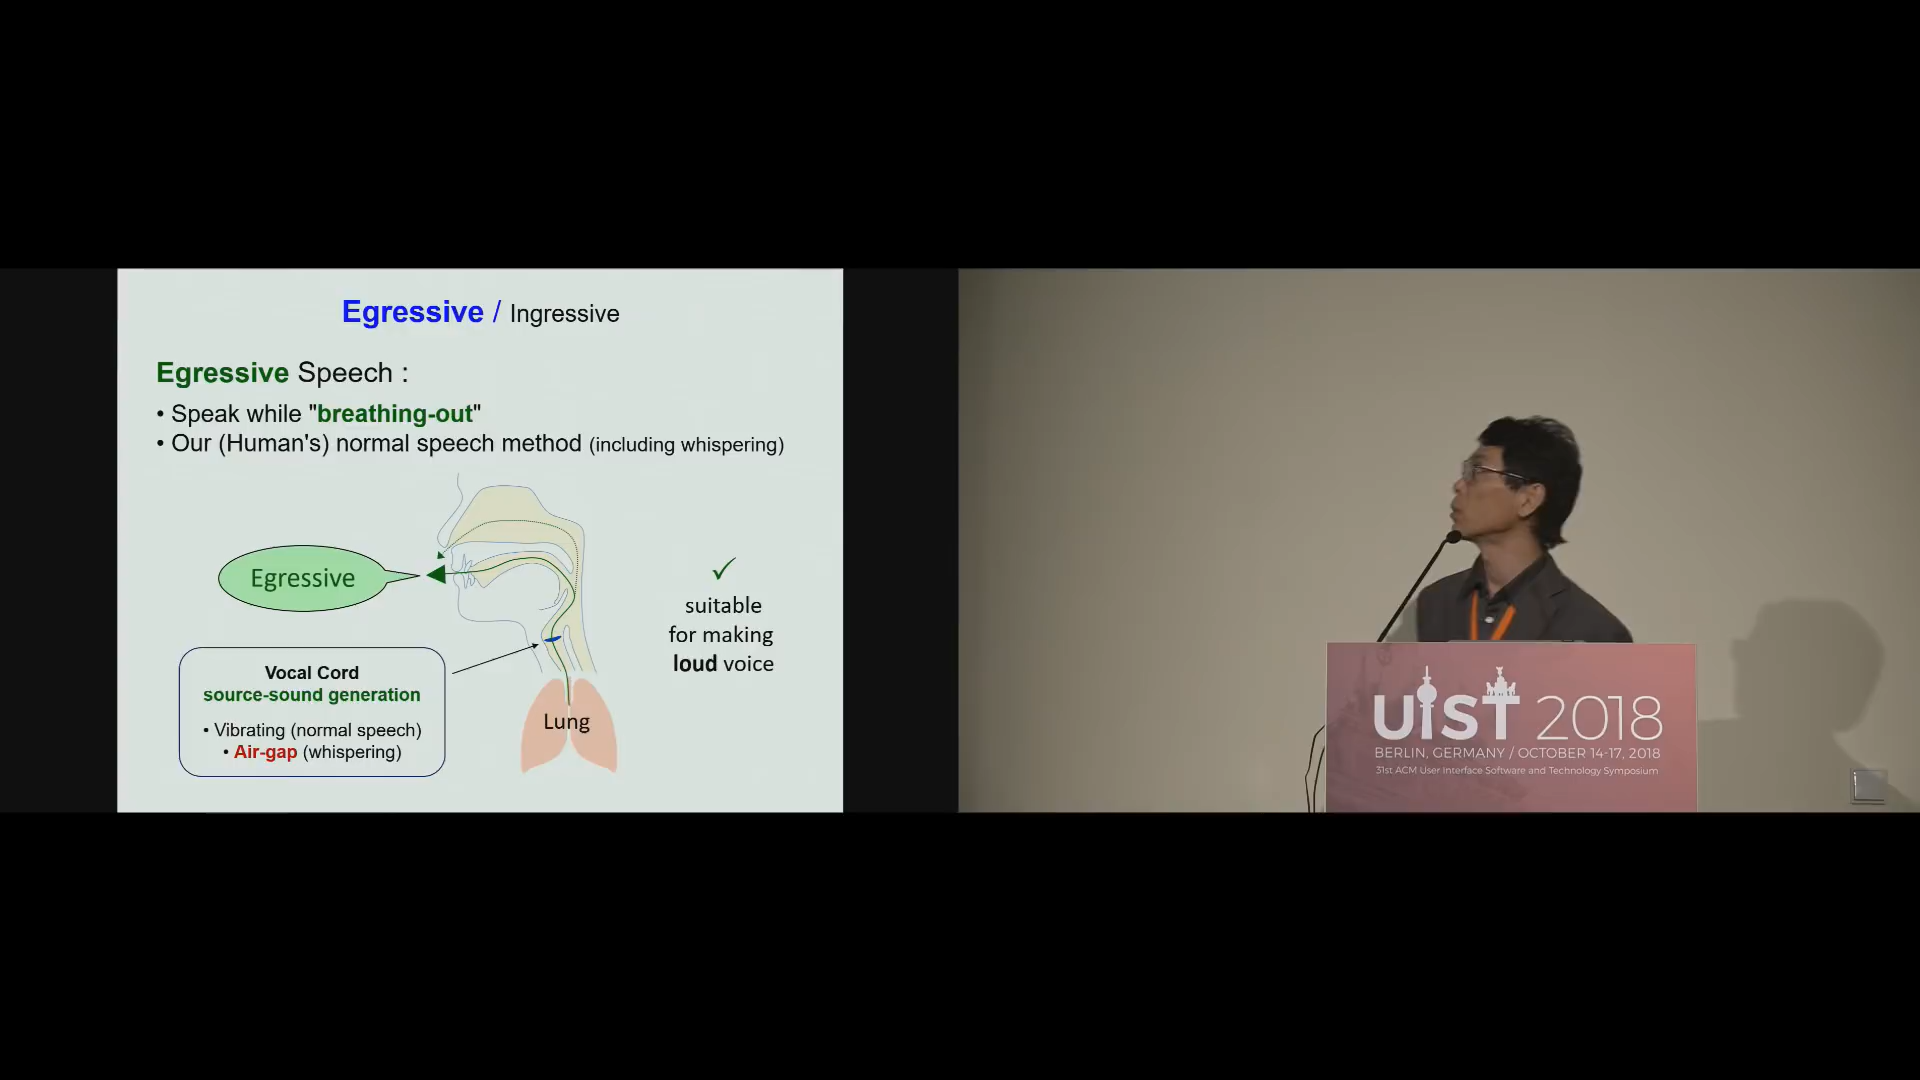 Egressive / Ingressive
Egressive Speech :
• Speak while "breathing-out"
• Our (Human's) normal speech method (including whispering)
Egressive
✓
suitable
for making
loud voice
Vocal Cord
source-sound generation
• Vibrating (normal speech)
• Air-gap (whispering)
Lung
UIST 2018
BERLIN, GERMANY / OCTOBER 14-17, 2018
31st ACM User Interface Software and Technology Symposium